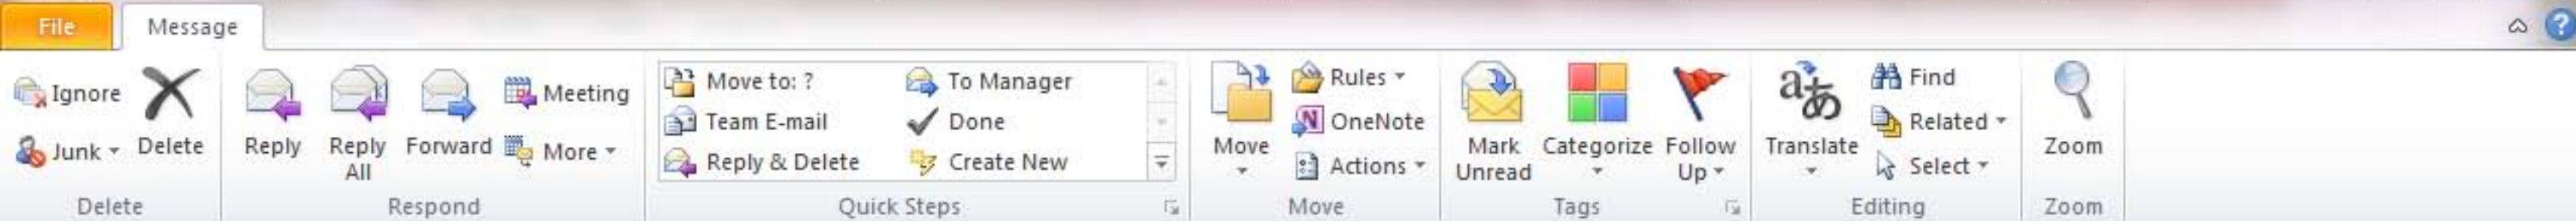 File Message
Ignore
Junk
Delete
Delete
Reply
Reply
All
Forward
Meeting
More
Respond
Move to: ? To Manager
Team E-mail Done
Reply & Delete Create New
Quick Steps
Move
Rules
OneNote
Actions
Move
Mark
Unread
Categorize
Follow
Up
Tags
Translate
Find
Related
Select
Editing
Zoom
Zoom